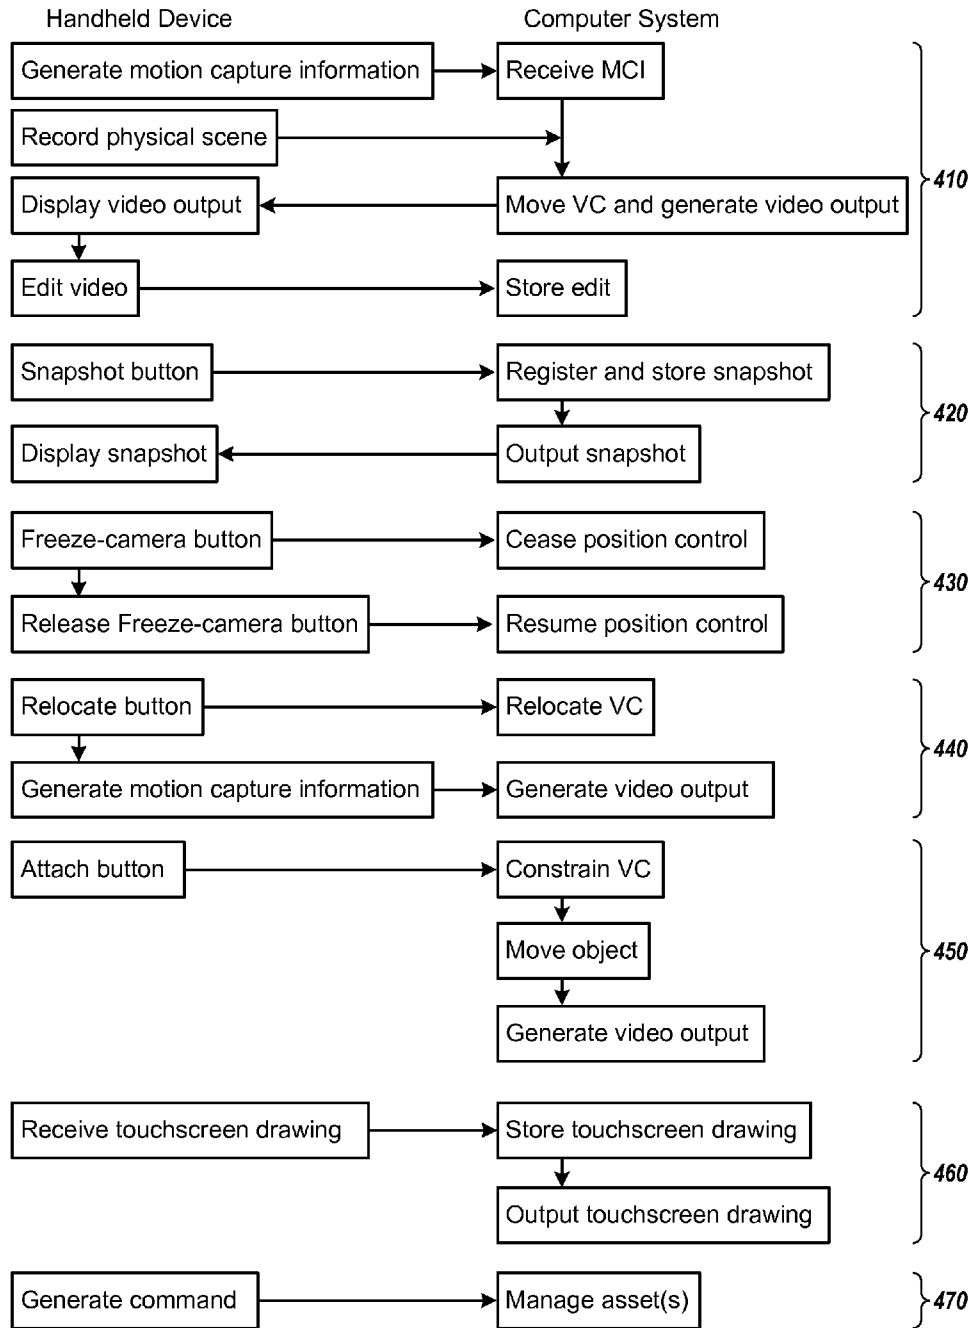 Handheld Device
Computer System
Generate motion capture information
Receive MCI
Record physical scene
410
Display video output
Move VC and generate video output
Edit video
Store edit
Snapshot button
Register and store snapshot
420
Display snapshot
Output snapshot
Freeze-camera button
Cease position control
430
Release Freeze-camera button
Resume position control
Relocate button
Relocate VC
440
Generate motion capture information
Generate video output
Attach button
Constrain VC
Move object
450
Generate video output
Receive touchscreen drawing
Store touchscreen drawing
460
Output touchscreen drawing
Generate command
Manage asset(s)
470